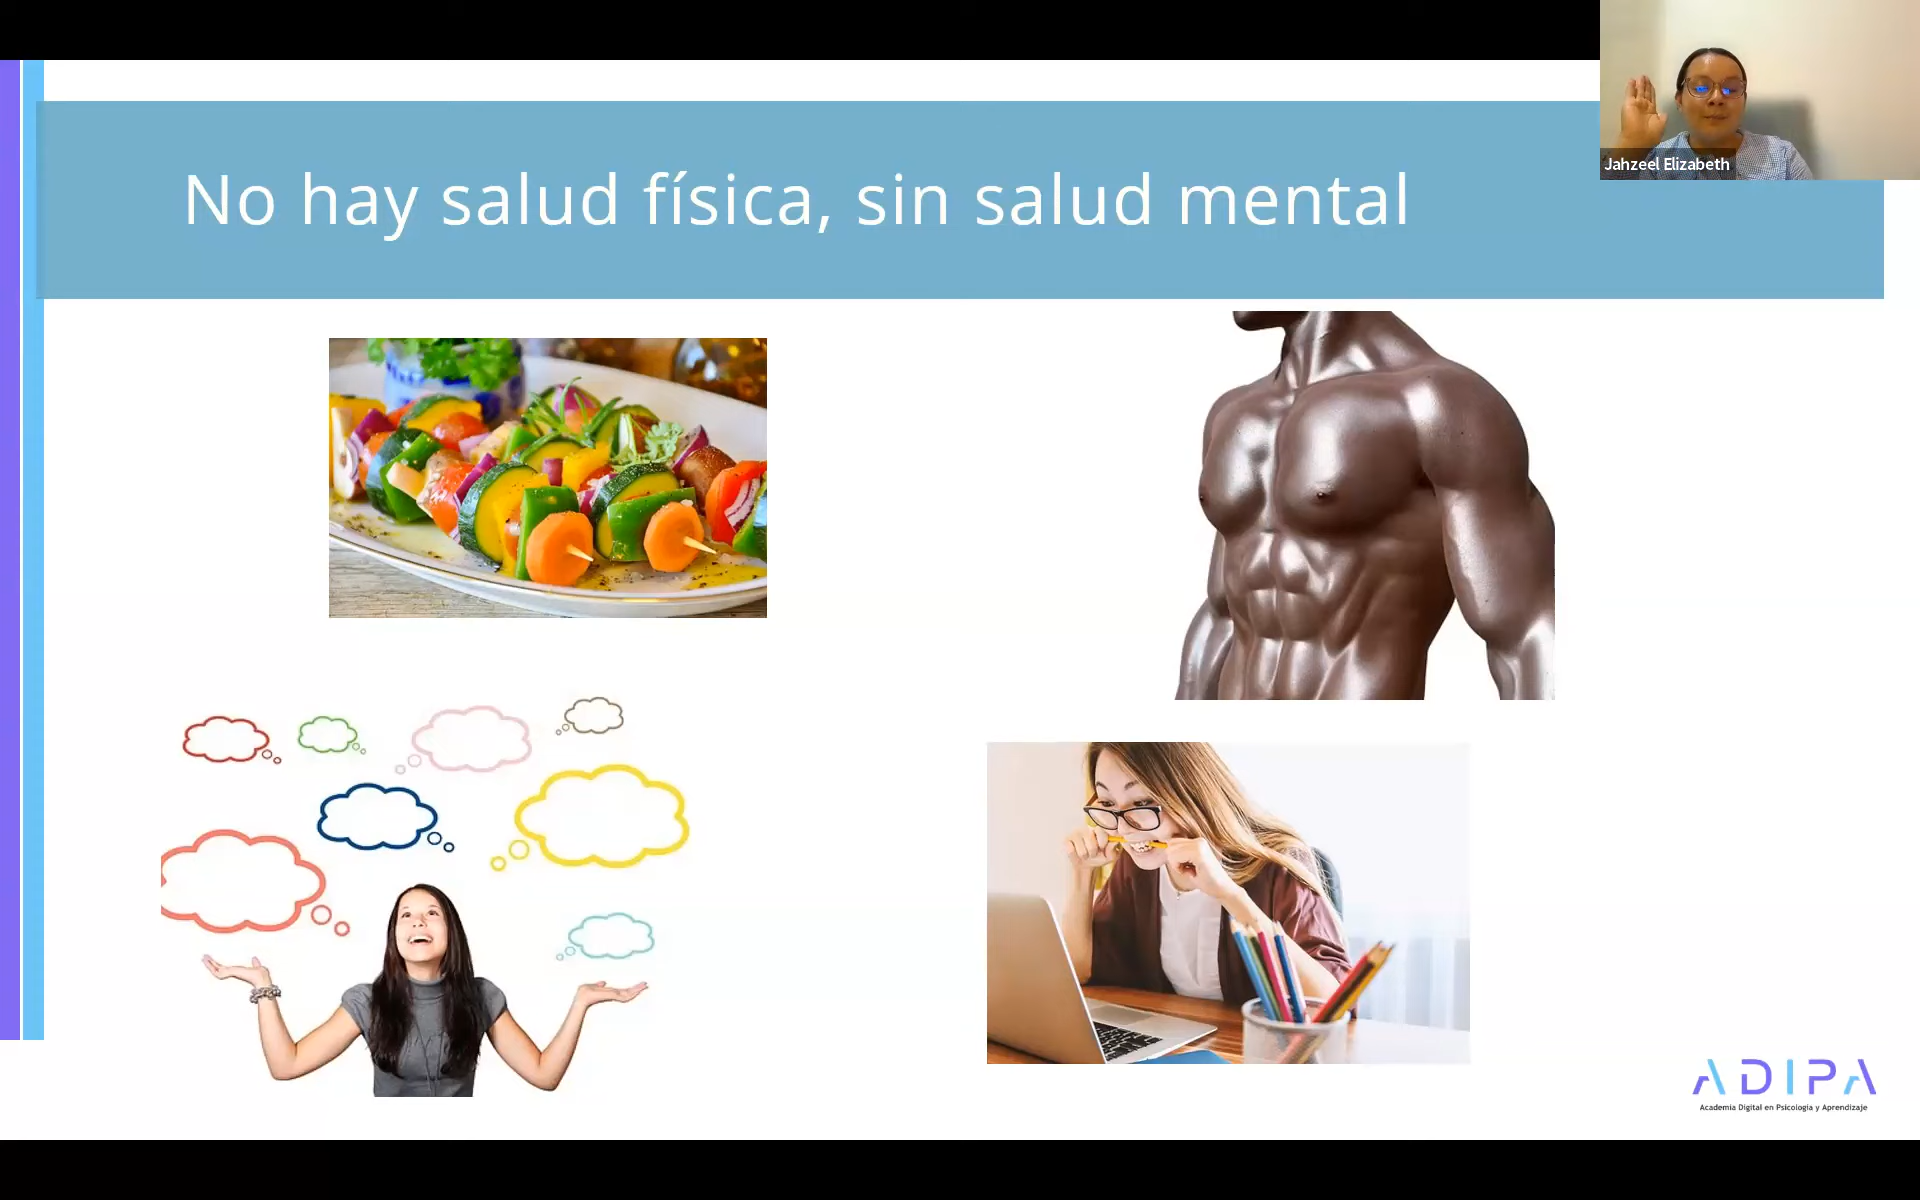 Jahzeel Elizabeth
No hay salud física, sin salud mental
ADIPA
Academia Digital en Psicología y Aprendizaje